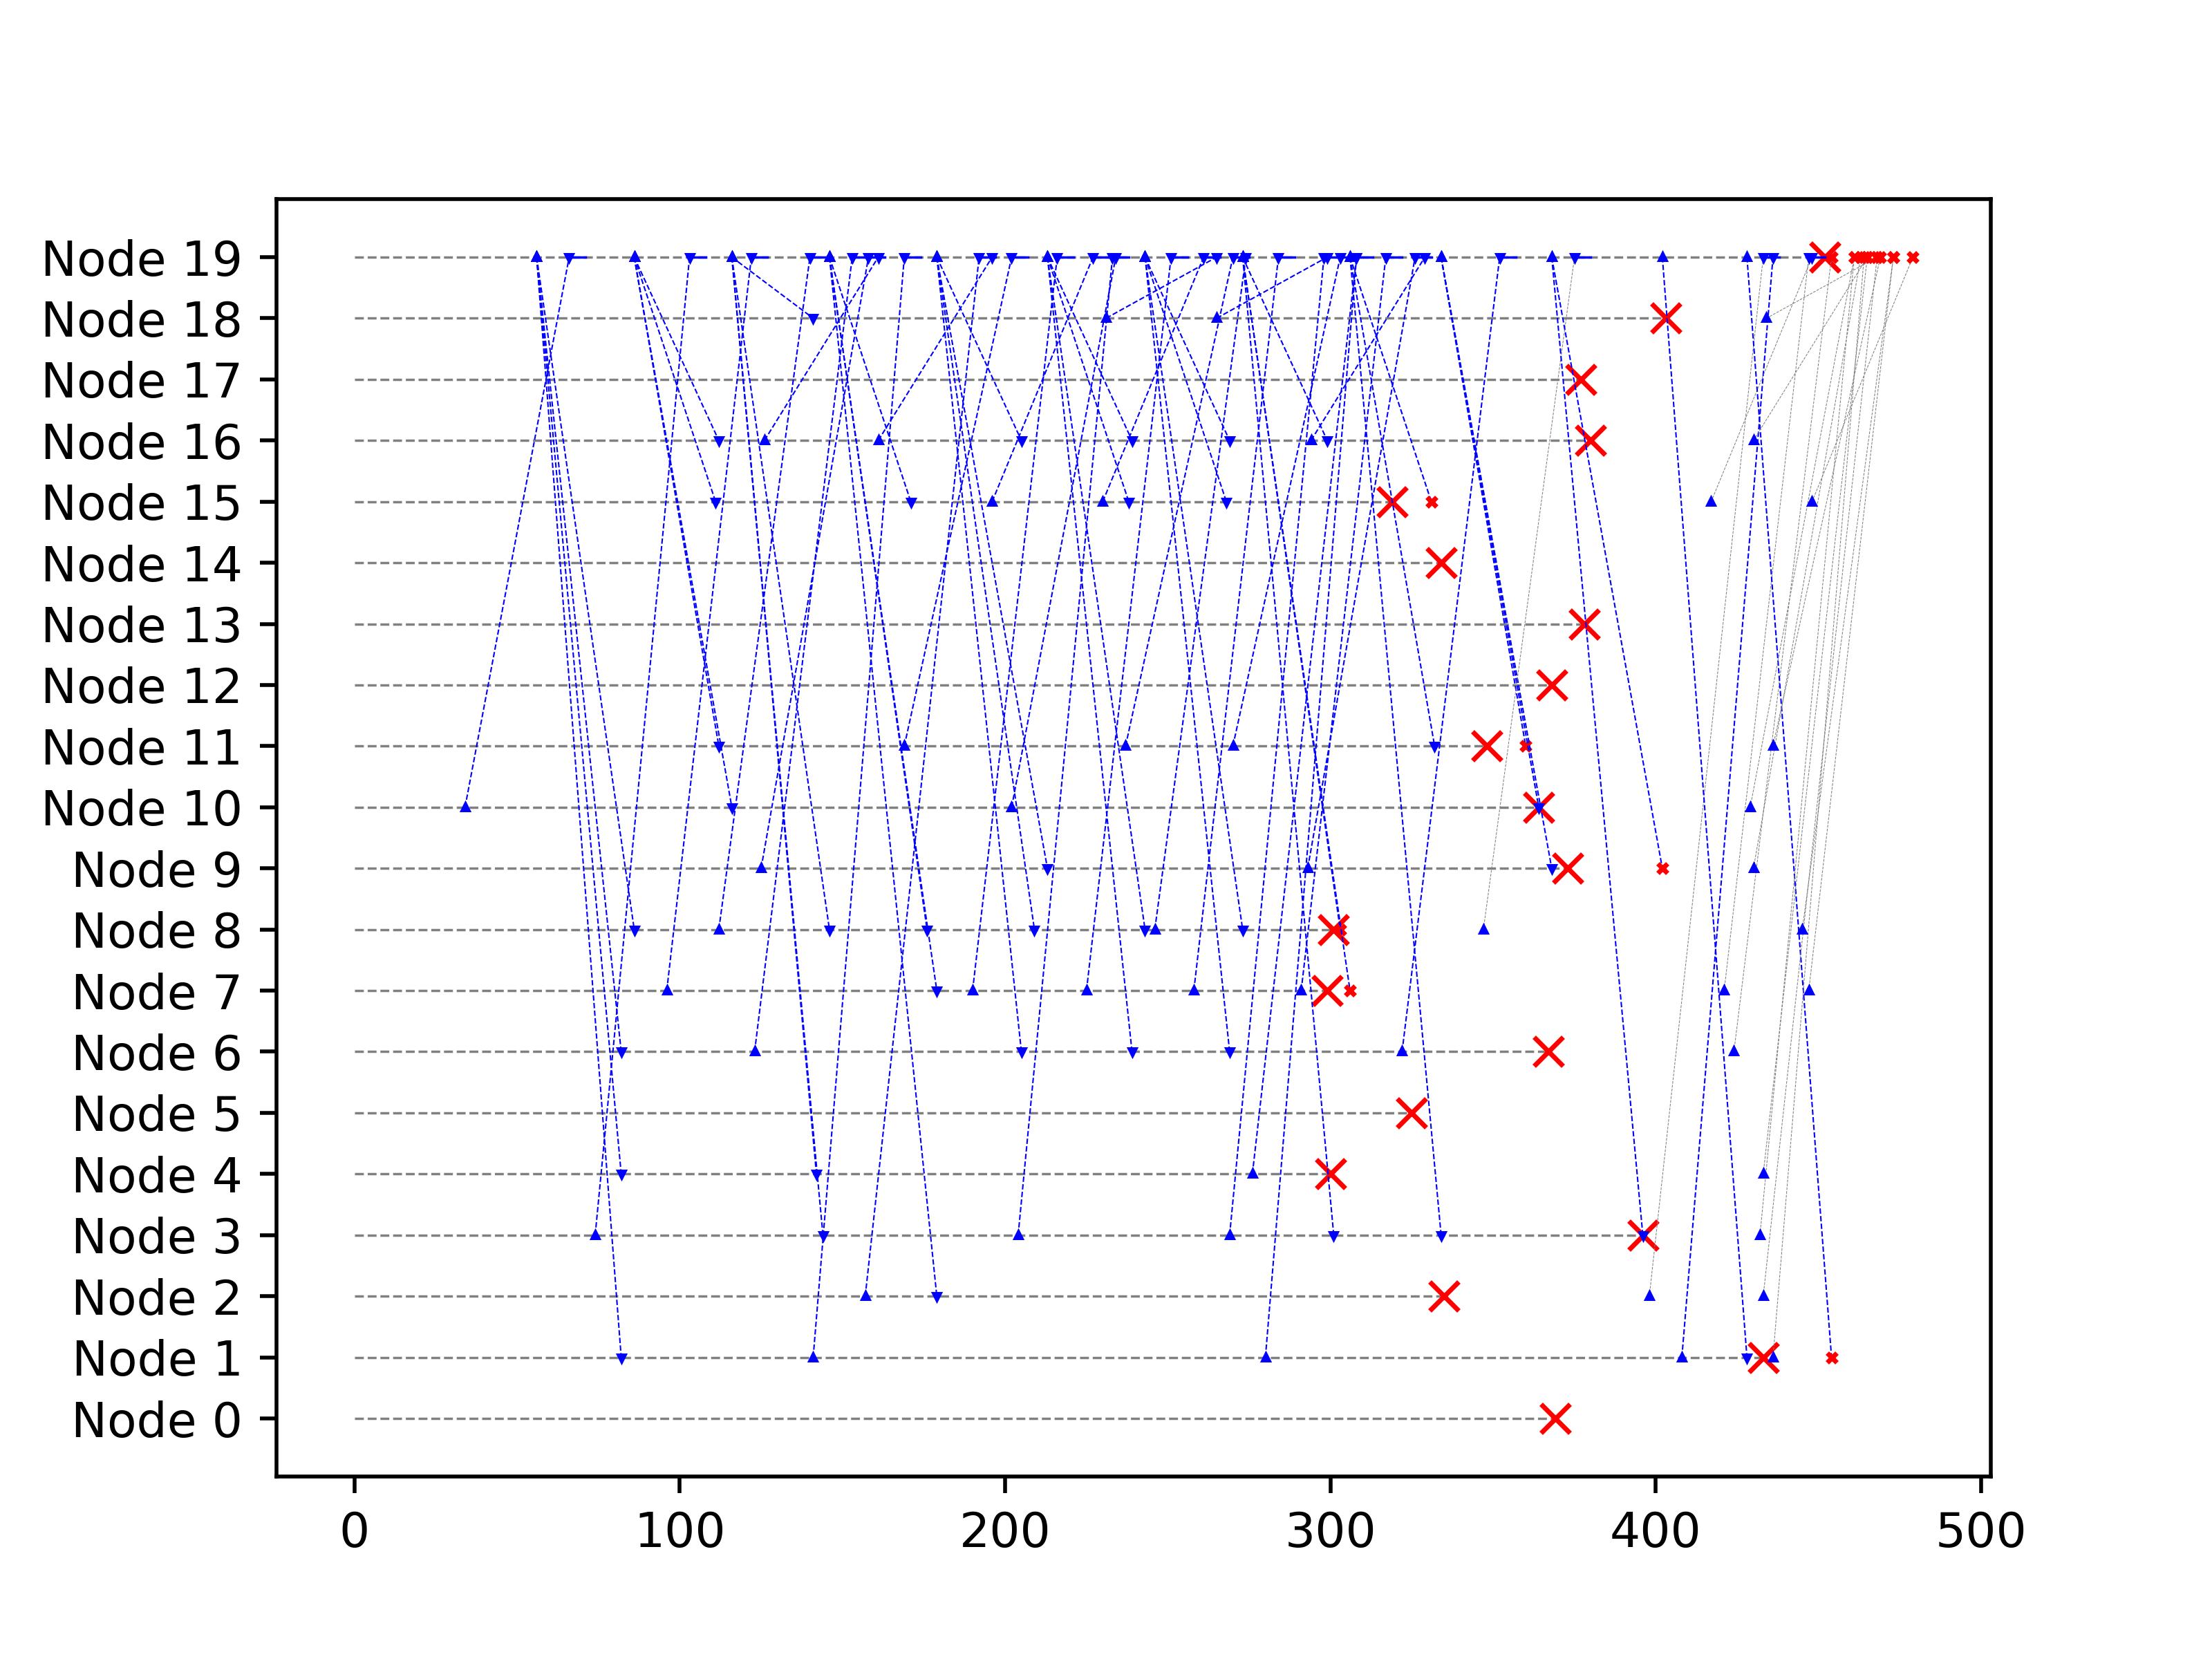 Node 19
Node 18
Node 17
Node 16
Node 15
Node 14
Node 13
Node 12
Node 11
Node 10
Node 9
Node 8
Node 7
Node 6
Node 5
Node 4
Node 3
Node 2
Node 1
Node 0
0 100 200 300 400 500